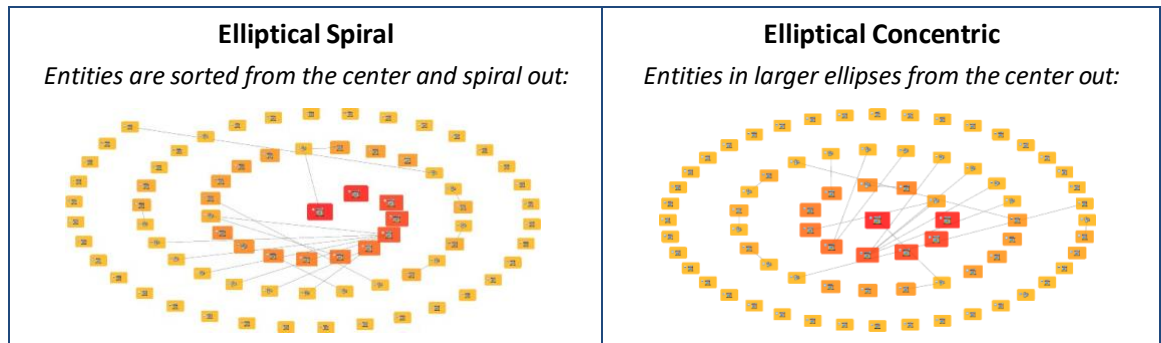 Elliptical Spiral
Entities are sorted from the center and spiral out:
Elliptical Concentric
Entities in larger ellipses from the center out: